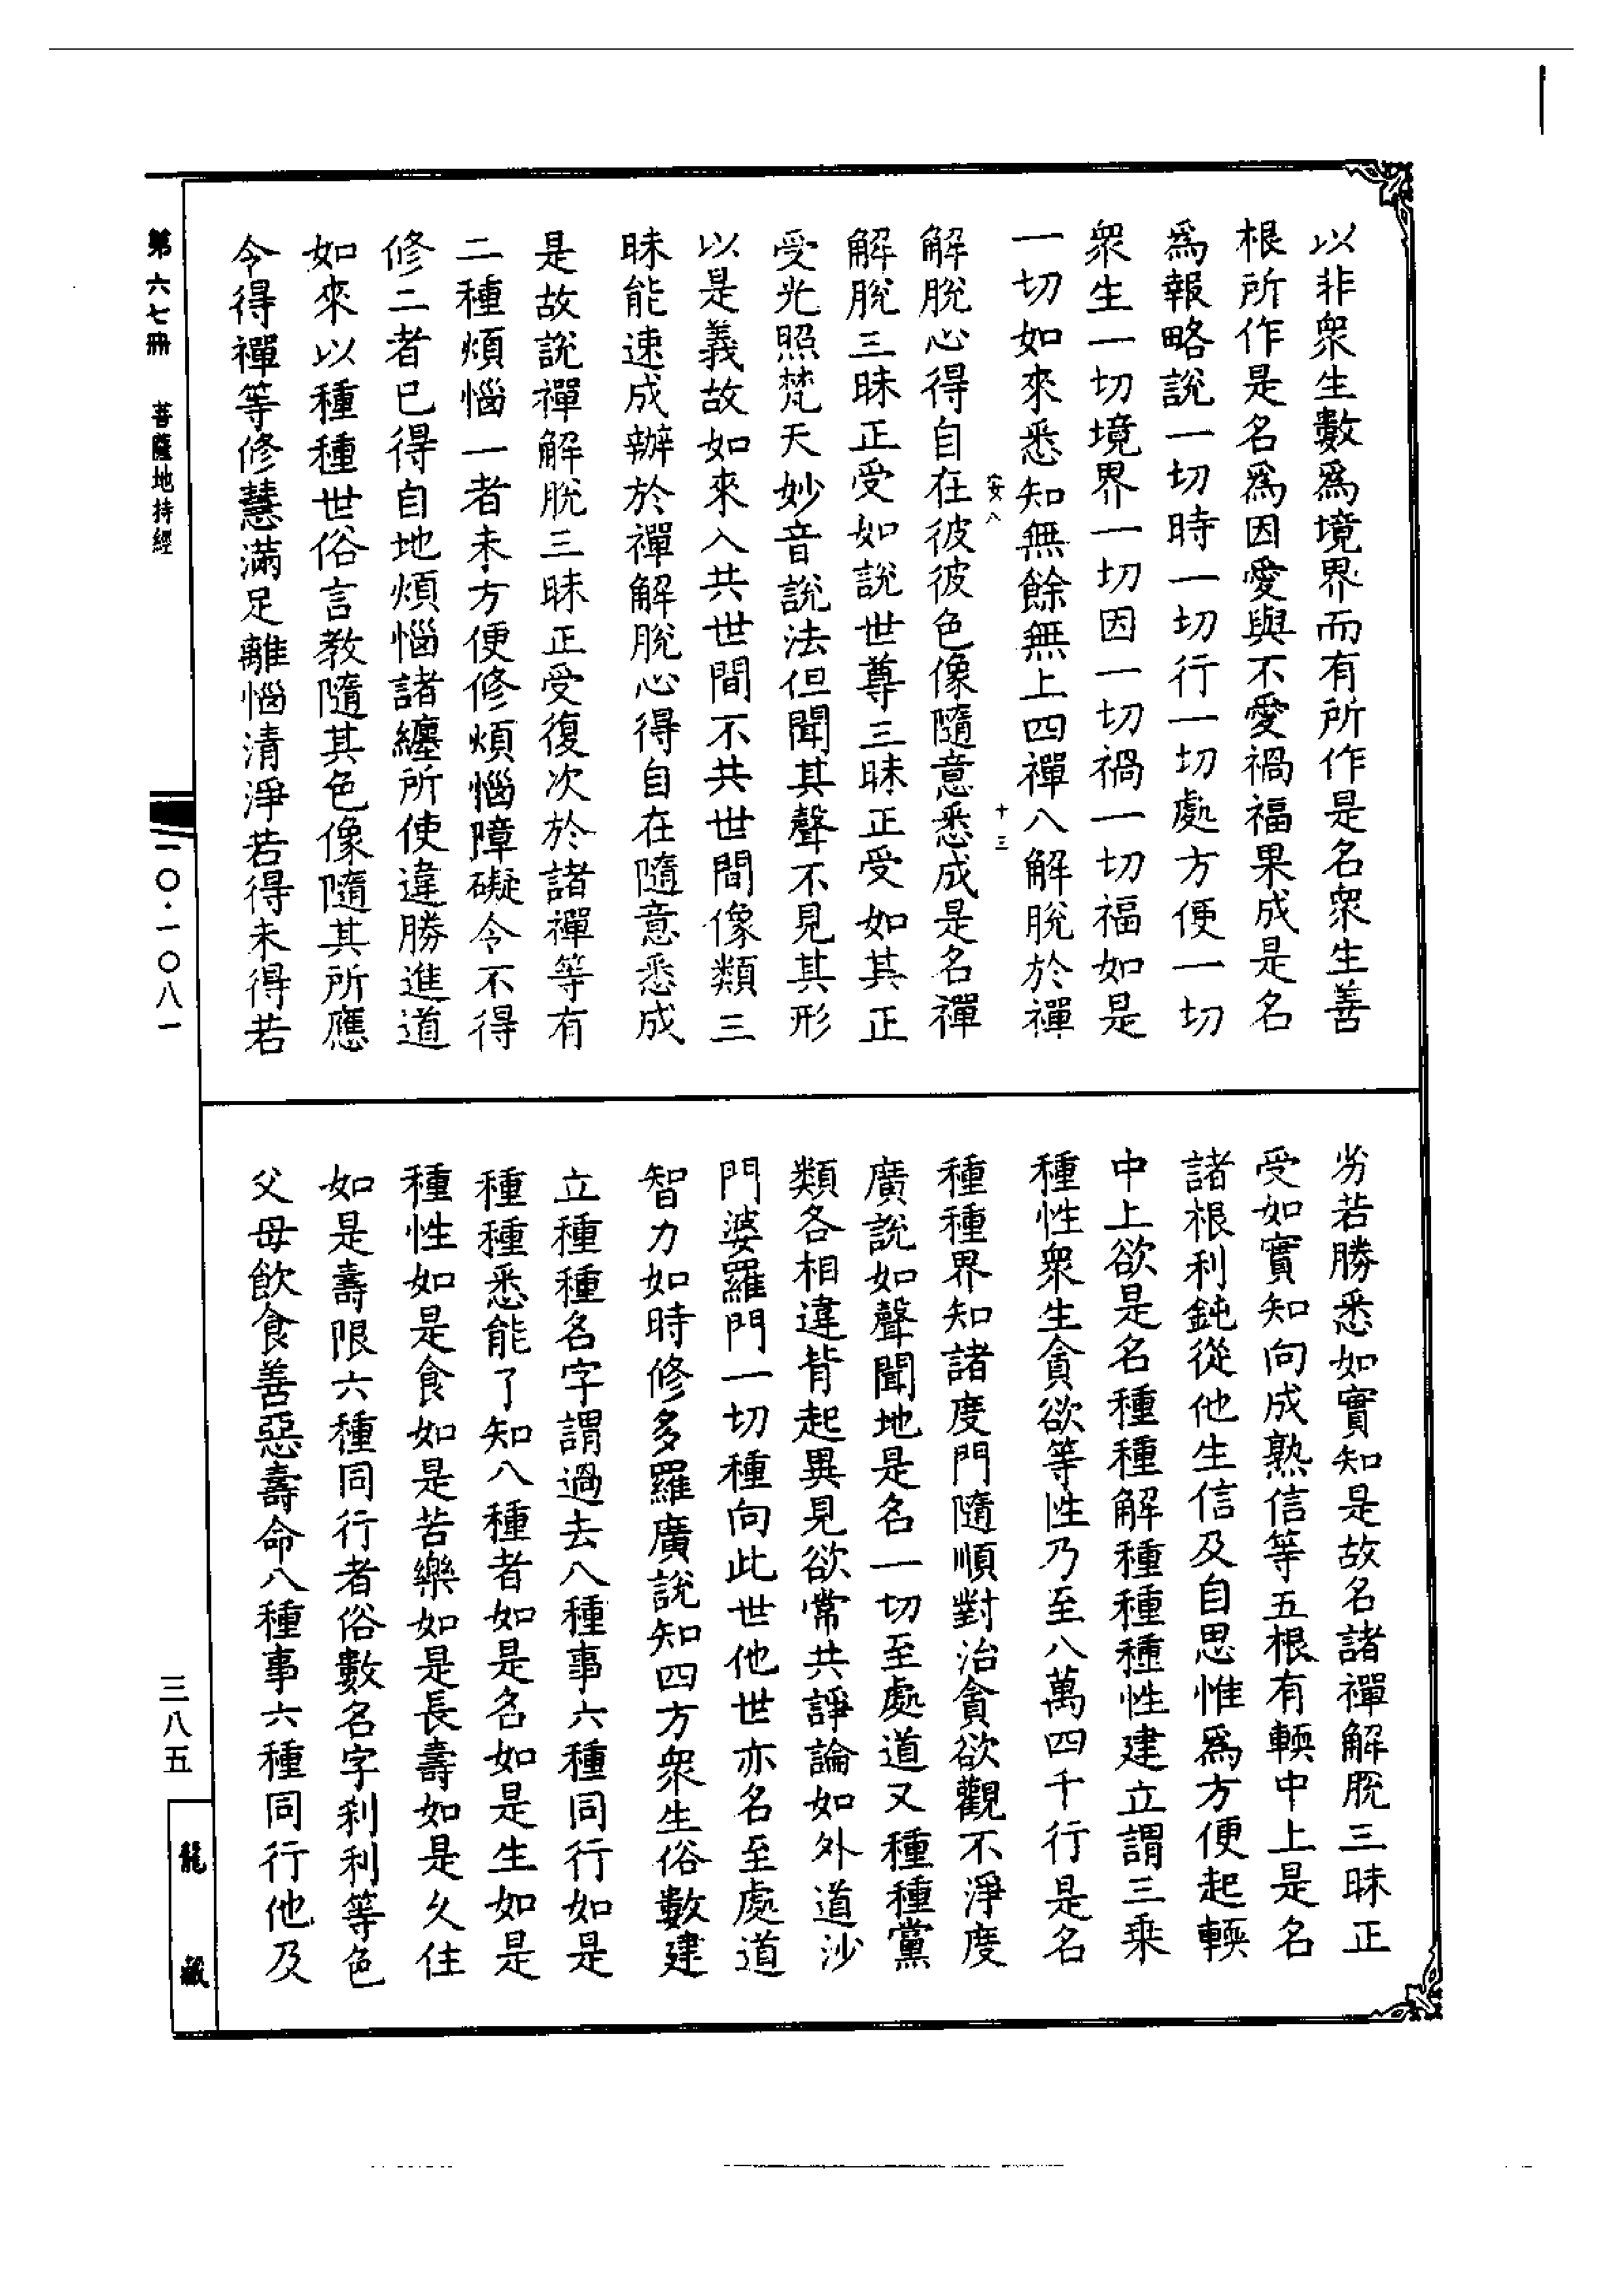 以非衆生數爲境界而有所作是名衆生善
根所作是名爲因愛與不愛禍福果成是名
爲報略說一切時一切行一切處方便一切
衆生一切境界一切因一切禍一切福如是
一切如來悉知無餘無上四禪八解脫於禪
安八
十三
解脫心得自在彼彼色像隨意悉成是名禪
解脫三昧正受如說世尊三昧正受如其正
受光照梵天妙音說法但聞其聲不見其形
以是義故如來入共世間不共世間像類三
昧能速成辦於禪解脫心得自在隨意悉成
是故說禪解脫三昧正受復次於諸禪等有
二種煩惱一者未方便修煩惱障礙令不得
修二者已得自地煩惱諸纏所使違勝進道
如來以種種世俗言教隨其色像隨其所應
令得禪等修慧滿足離惱清淨若得未得若
劣若勝悉如實知是故名諸禪解脫三昧正
受如實知向成熟信等五根有輭中上是名
諸根利鈍從他生信及自思惟爲方便起輭
中上欲是名種種解種種種性建立謂三乘
種性衆生貪欲等性乃至八萬四千行是名
種種界知諸度門隨順對治貪欲觀不淨度
廣說如聲聞地是名一切至處道又種種黨
類各相違背起異見欲常共諍論如外道沙
門婆羅門一切種向此世他世亦名至處道
智力如時修多羅廣說知四方衆生俗數建
立種種名字謂過去八種事六種同行如是
種種悉能了知八種者如是名如是生如是
種性如是食如是苦樂如是長壽如是久住
如是壽限六種同行者俗數名字刹利等色
父母飲食善惡壽命八種事六種同行他及
第六七冊 菩薩地持經
一〇·一〇八一
三八五
龍藏